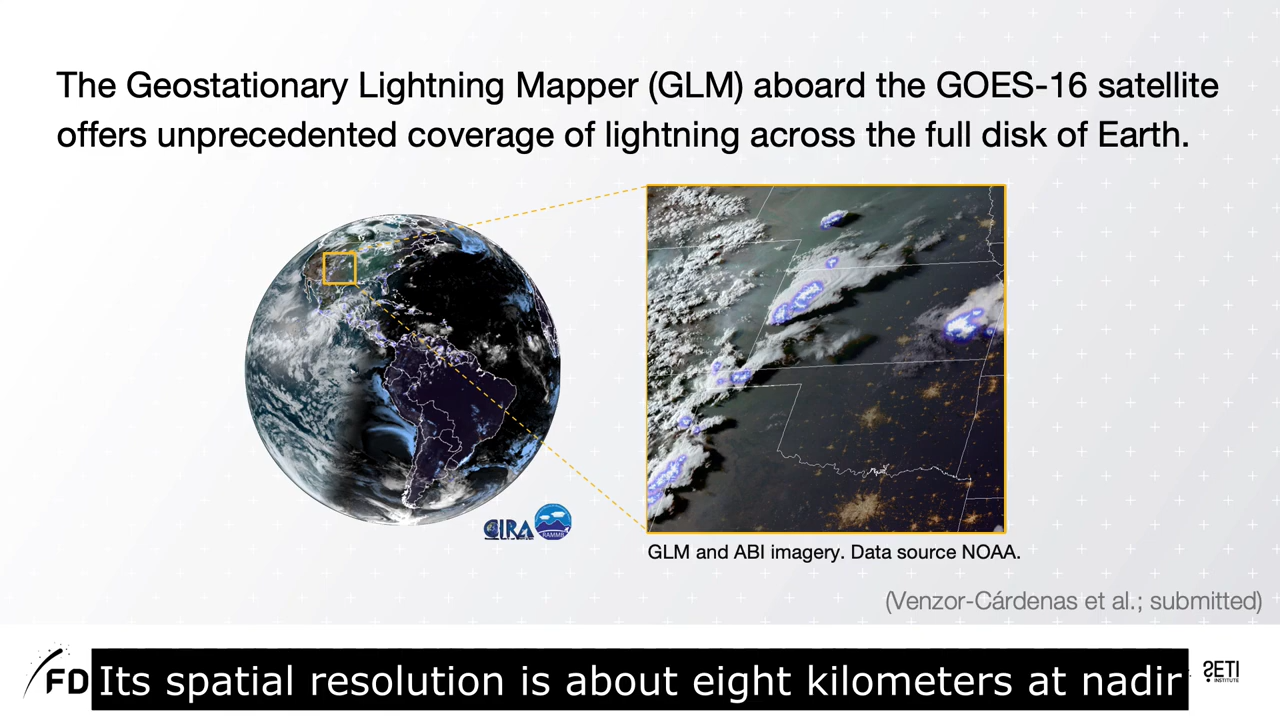 The Geostationary Lightning Mapper (GLM) aboard the GOES-16 satellite
offers unprecedented coverage of lightning across the full disk of Earth.
CIRA
RAMMB
GLM and ABI imagery. Data source NOAA.
(Venzor-Cárdenas et al.; submitted)
FD
Its spatial resolution is about eight kilometers at nadir
SETI
INSTITUTE